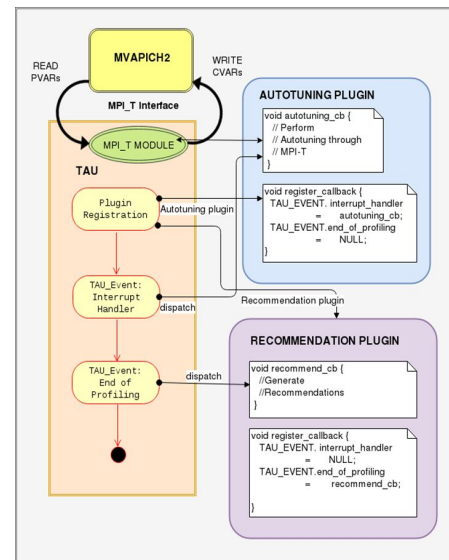 READ
PVARs
MVAPICH2
WRITE
CVARs
MPI_T Interface
MPI_T MODULE
TAU
Plugin
Registration
Autotuning plugin
TAU_Event:
Interrupt
Handler
dispatch
Recommendation plugin
TAU_Event:
End of
Profiling
dispatch
AUTOTUNING PLUGIN
void autotuning_cb {
// Perform
// Autotuning through
// MPI-T
}
void register_callback {
TAU_EVENT. interrupt_handler
= autotuning_cb;
TAU_EVENT.end_of_profiling
= NULL;
}
RECOMMENDATION PLUGIN
void recommend_cb {
//Generate
//Recommendations
}
void register_callback {
TAU_EVENT. interrupt_handler
= NULL;
TAU_EVENT.end_of_profiling
= recommend_cb;
}